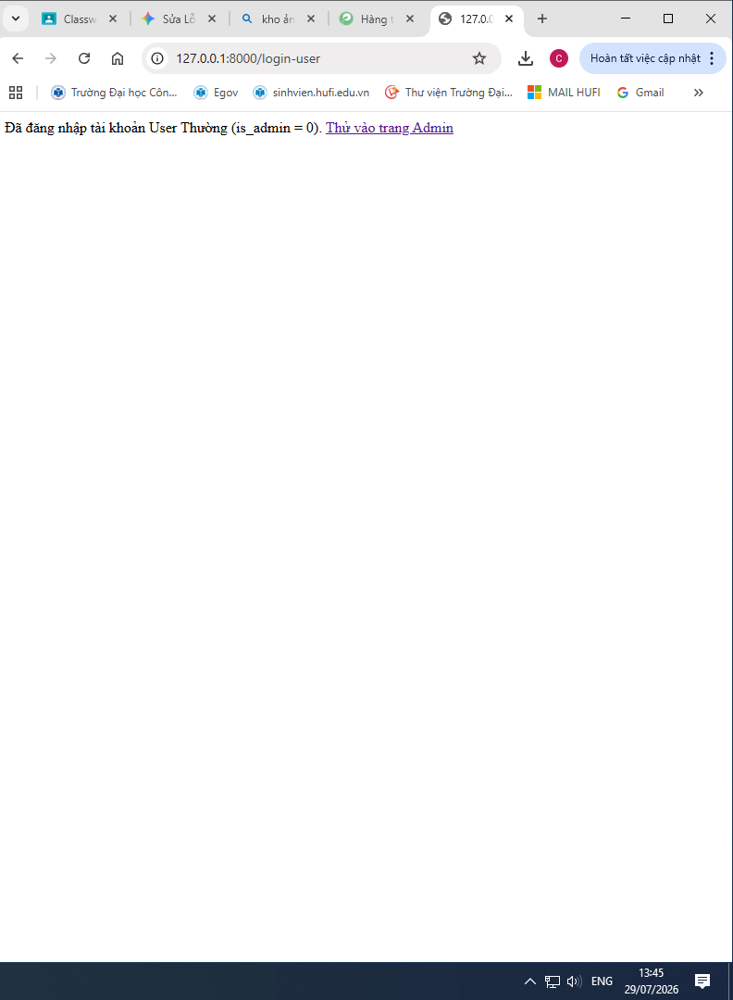 Classw
Sửa Lỗ
kho ản
Hàng t
127.0.0
127.0.0.1:8000/login-user
C
Hoàn tất việc cập nhật
Trường Đại học Côn...
Egov
sinhvien.hufi.edu.vn
Thư viện Trường Đại...
MAIL HUFI
Gmail
Đã đăng nhập tài khoản User Thường (is_admin = 0). Thử vào trang Admin
ENG
13:45
29/07/2026